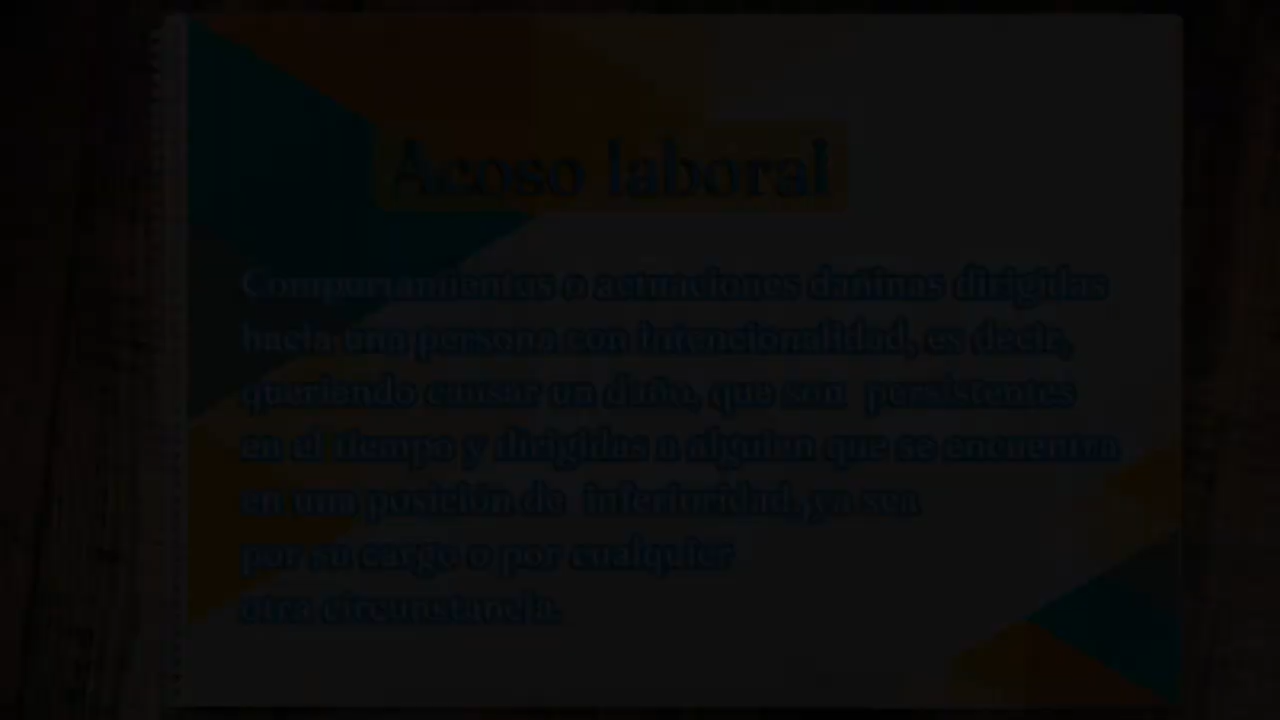 Acoso laboral
Comportamientos o actuaciones dañinas dirigidas
hacia una persona con intencionalidad, es decir,
queriendo causar un daño, que son persistentes
en el tiempo y dirigidas a alguien que se encuentra
en una posición de inferioridad, ya sea
por su cargo o por cualquier
otra circunstancia.